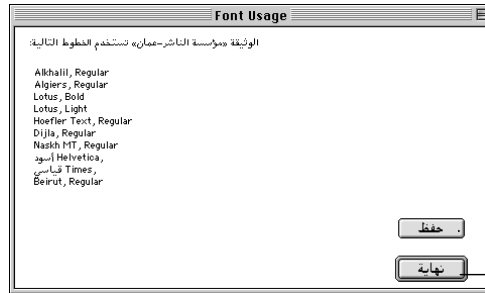 Font Usage
الوثيقة «مؤسسة الناشر-عمان» تستخدم الخطوط التالية:
Alkhalil, Regular
Algiers, Regular
Lotus, Bold
Lotus, Light
Hoefler Text, Regular
Dijla, Regular
Naskh MT, Regular
أسود Helvetica,
قياسي Times,
Beirut, Regular
حفظ .
نهاية